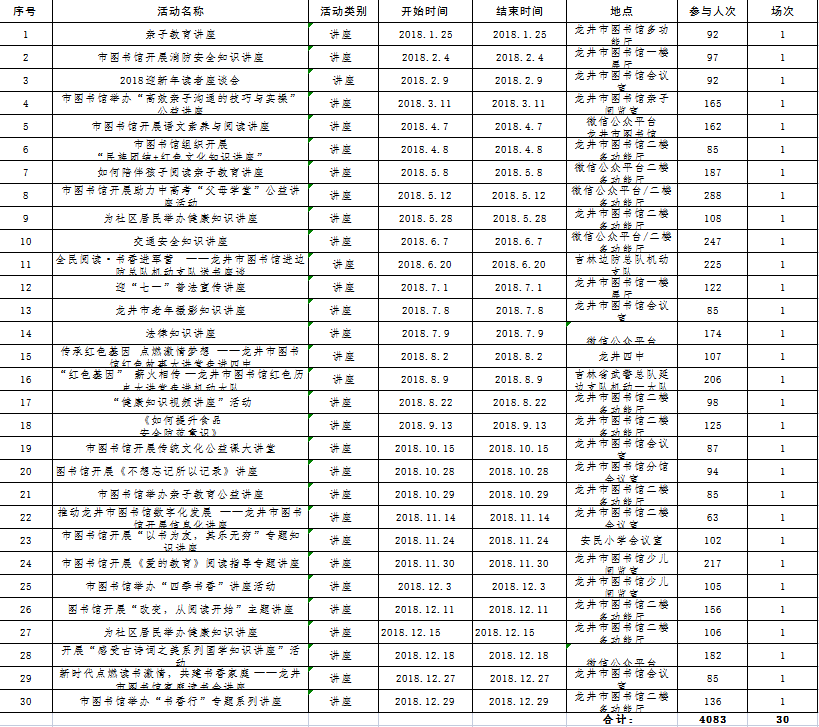 序号 活动名称 活动类别 开始时间 结束时间 地点 参与人次 场次
1 亲子教育讲座 讲座 2018.1.25 2018.1.25 龙井市图书馆多功能厅 92 1
2 市图书馆开展消防安全知识讲座 讲座 2018.2.4 2018.2.4 龙井市图书馆一楼展厅 97 1
3 2018迎新年读者座谈会 讲座 2018.2.9 2018.2.9 龙井市图书馆会议室 92 1
4 市图书馆举办“高效亲子沟通的技巧与实操”公益讲座 讲座 2018.3.11 2018.3.11 龙井市图书馆亲子阅览室 165 1
5 市图书馆开展语文素养与阅读讲座 讲座 2018.4.7 2018.4.7 微信公众平台 龙井市图书馆 162 1
6 市图书馆组织开展“民族团结+红色文化知识讲座” 讲座 2018.4.8 2018.4.8 龙井市图书馆二楼多功能厅 85 1
7 如何陪伴孩子阅读亲子教育讲座 讲座 2018.5.8 2018.5.8 微信公众平台二楼多功能厅 187 1
8 市图书馆开展助力中高考“父母学堂”公益讲座活动 讲座 2018.5.12 2018.5.12 微信公众平台/二楼多功能厅 288 1
9 为社区居民举办健康知识讲座 讲座 2018.5.28 2018.5.28 龙井市图书馆二楼多功能厅 108 1
10 交通安全知识讲座 讲座 2018.6.7 2018.6.7 微信公众平台/二楼多功能厅 247 1
11 全民阅读·书香进军营 ——龙井市图书馆进边防总队机动支队读书座谈 讲座 2018.6.20 2018.6.20 吉林边防总队机动支队 225 1
12 迎“七一”普法宣传讲座 讲座 2018.7.1 2018.7.1 龙井市图书馆一楼展厅 122 1
13 龙井市老年摄影知识讲座 讲座 2018.7.8 2018.7.8 龙井市图书馆会议室 85 1
14 法律知识讲座 讲座 2018.7.9 2018.7.9 微信公众平台 174 1
15 传承红色基因 点燃激情梦想 ——龙井市图书馆红色故事大讲堂走进四中 讲座 2018.8.2 2018.8.2 龙井四中 107 1
16 “红色基因” 薪火相传 —龙井市图书馆红色历史大讲堂走进机动大队 讲座 2018.8.9 2018.8.9 吉林省武警总队延边支队机动一大队 206 1
17 “健康知识视频讲座”活动 讲座 2018.8.22 2018.8.22 龙井市图书馆二楼多功能厅 98 1
18 《如何提升食品安全防范意识》 讲座 2018.9.13 2018.9.13 龙井市图书馆二楼多功能厅 125 1
19 市图书馆开展传统文化公益课大讲堂 讲座 2018.10.15 2018.10.15 龙井市图书馆会议室 87 1
20 图书馆开展《不想忘记所以记录》讲座 讲座 2018.10.28 2018.10.28 龙井市图书馆分馆会议室 94 1
21 市图书馆举办亲子教育公益讲座 讲座 2018.10.29 2018.10.29 龙井市图书馆二楼多功能厅 85 1
22 推动龙井市图书馆数字化发展 ——龙井市图书馆开展信息化讲座 讲座 2018.11.14 2018.11.14 龙井市图书馆二楼会议室 63 1
23 市图书馆开展“以书为友，其乐无穷”专题知识讲座 讲座 2018.11.24 2018.11.24 安民小学会议室 102 1
24 市图书馆开展《爱的教育》阅读指导专题讲座 讲座 2018.11.30 2018.11.30 龙井市图书馆少儿阅览室 217 1
25 市图书馆举办“四季书香”讲座活动 讲座 2018.12.3 2018.12.3 龙井市图书馆少儿阅览室 105 1
26 图书馆开展“改变，从阅读开始”主题讲座 讲座 2018.12.11 2018.12.11 龙井市图书馆二楼多功能厅 156 1
27 为社区居民举办健康知识讲座 讲座 2018.12.15 2018.12.15 龙井市图书馆二楼多功能厅 106 1
28 开展“感受古诗词之美系列国学知识讲座”活动 讲座 2018.12.18 2018.12.18 微信公众平台 182 1
29 新时代点燃读书激情，共建书香家庭 ——龙井市图书馆家庭读书会讲座 讲座 2018.12.27 2018.12.27 龙井市图书馆会议室 85 1
30 市图书馆举办“书香行”专题系列讲座 讲座 2018.12.29 2018.12.29 龙井市图书馆二楼多功能厅 136 1
合计： 4083 30